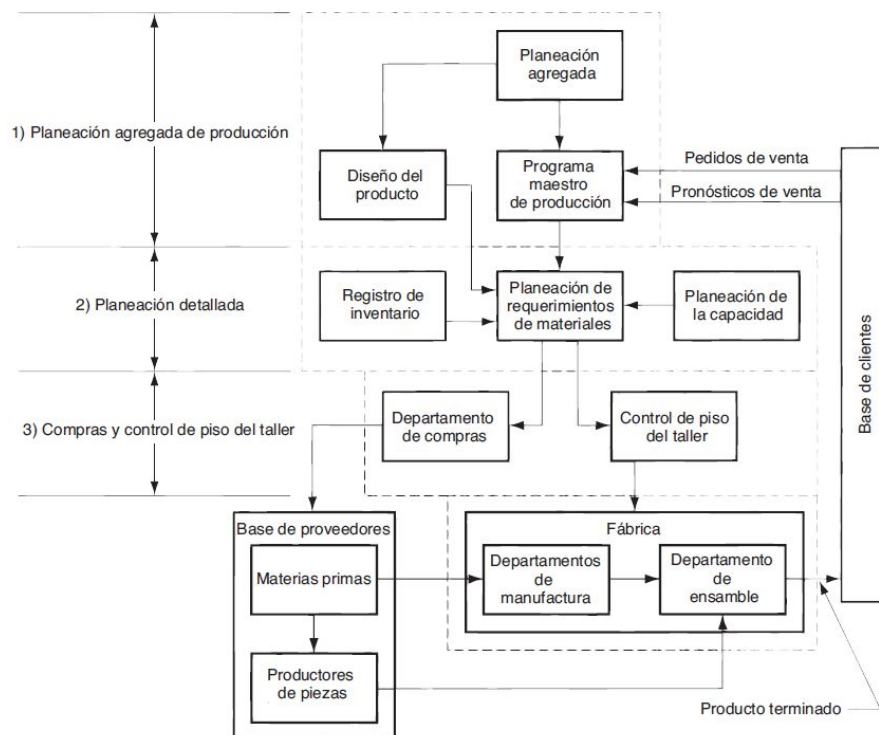 Planeación
agregada
1) Planeación agregada de producción
Diseño del
producto
Programa
maestro
de producción
Pedidos de venta
Pronósticos de venta
2) Planeación detallada
Registro de
inventario
Planeación de
requerimientos
de materiales
Planeación de
la capacidad
Base de clientes
3) Compras y control de piso del taller
Departamento
de compras
Control de piso
del taller
Base de proveedores
Materias primas
Productores
de piezas
Fábrica
Departamentos
de
manufactura
Departamento
de
ensamble
Producto terminado